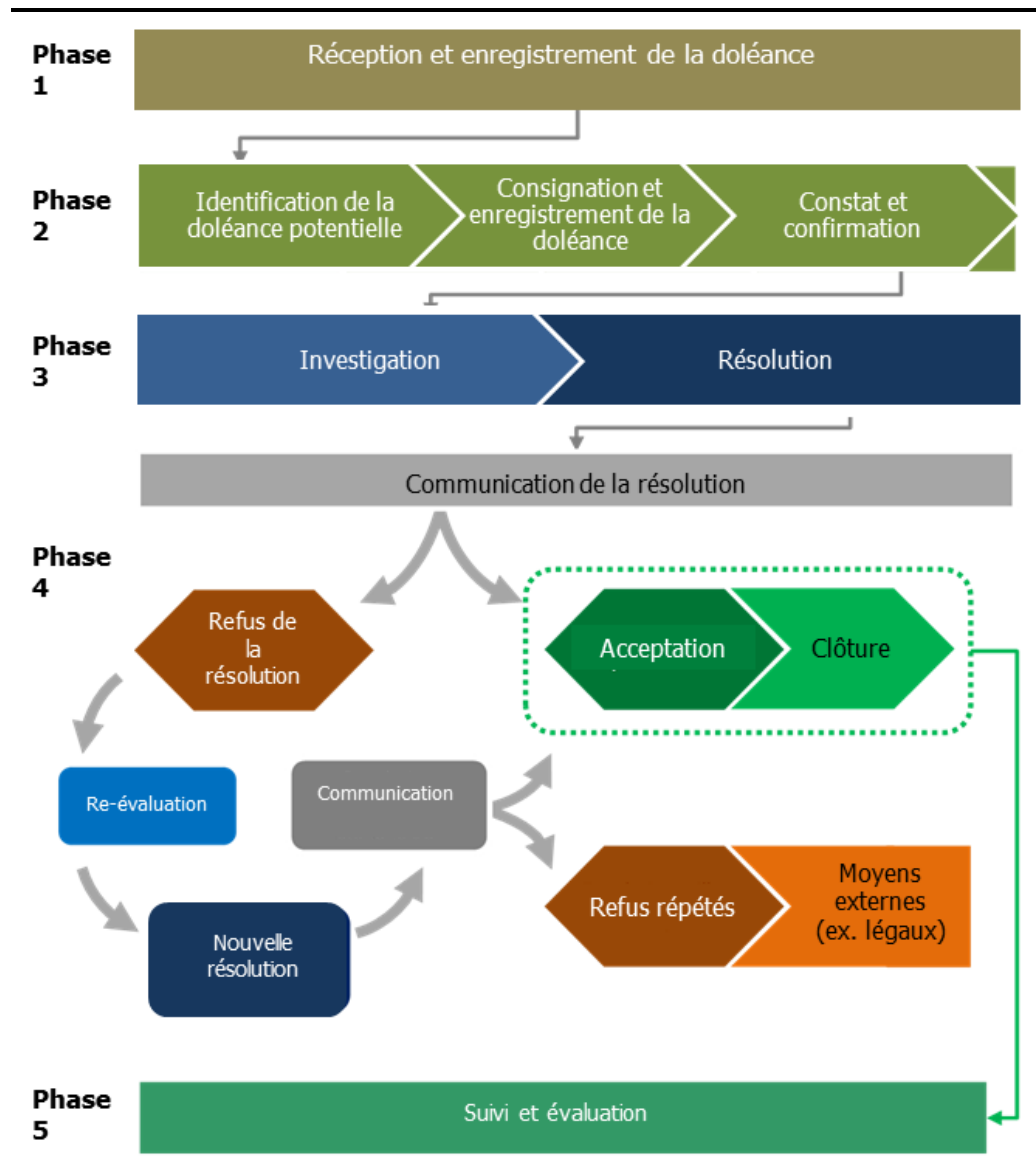 Phase
1
Réception et enregistrement de la doléance
Phase
2
Identification de la
doléance potentielle
Consignation et
enregistrement de la
doléance
Constat et
confirmation
Phase
3
Investigation
Résolution
Communication de la résolution
Phase
4
Refus de
la
résolution
Acceptation
Clôture
Re-évaluation
Communication
Nouvelle
résolution
Refus répétés
Moyens
externes
(ex. légaux)
Phase
5
Suivi et évaluation